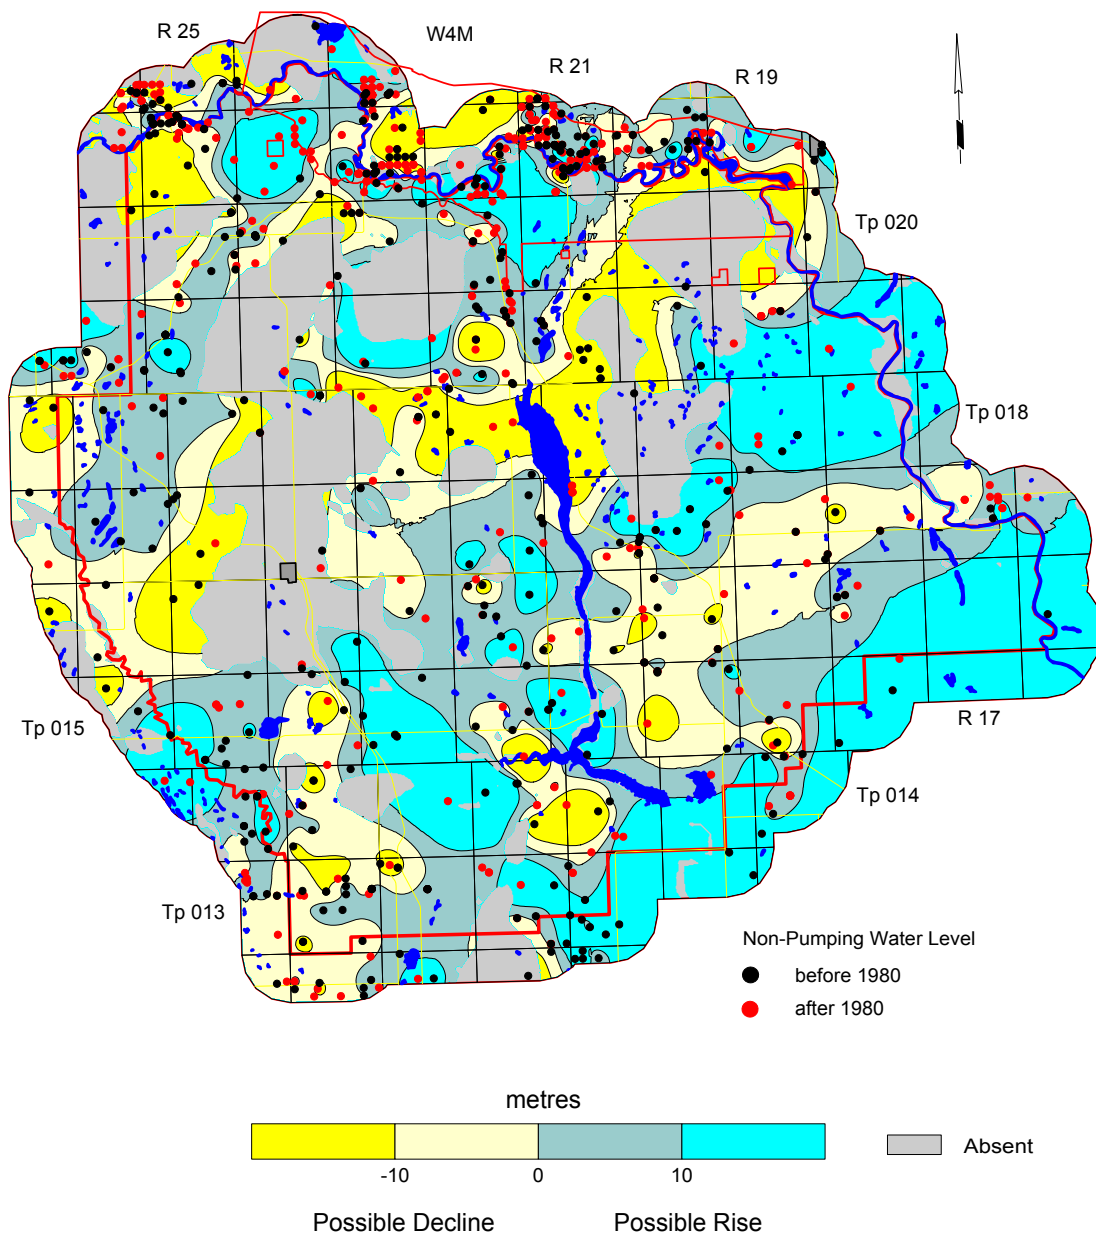 R 25
W4M
R 21
R 19
Tp 020
Tp 018
Tp 015
R 17
Tp 014
Tp 013
Non-Pumping Water Level
before 1980
after 1980
metres
-10 0 10
Absent
Possible Decline Possible Rise